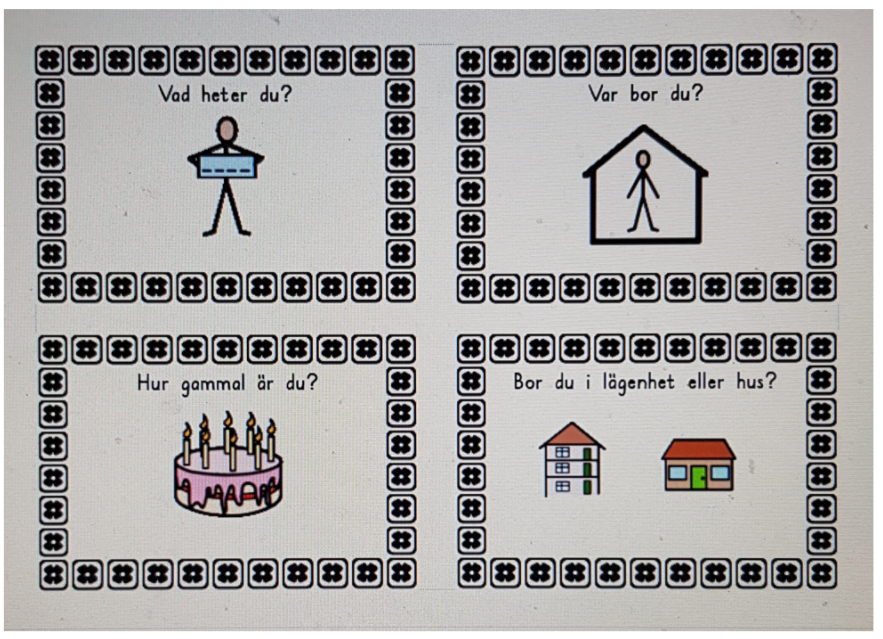 Vad heter du?
Var bor du?
Hur gammal är du?
Bor du i lägenhet eller hus?